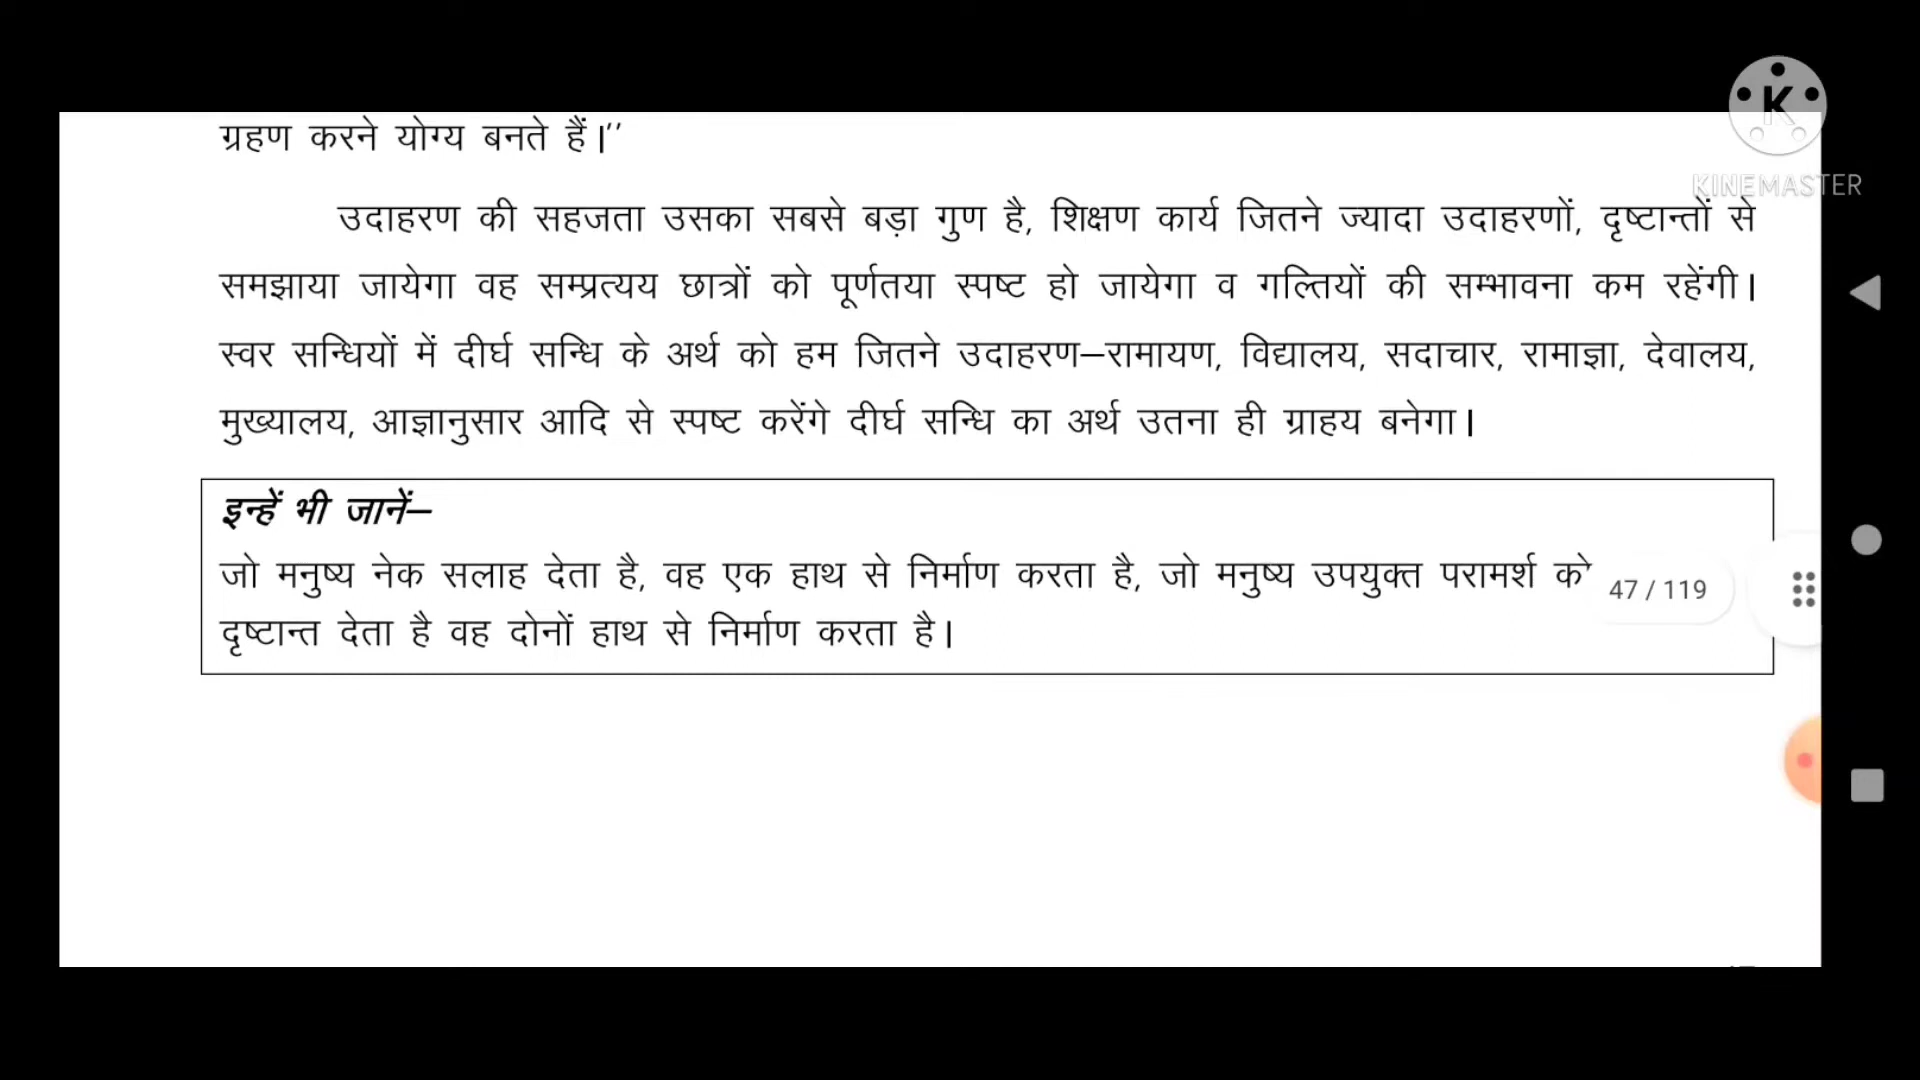 ग्रहण करने योग्य बनते हैं।’’
KINEMASTER
उदाहरण की सहजता उसका सबसे बड़ा गुण है, शिक्षण कार्य जितने ज्यादा उदाहरणों, दृष्टान्तों से
समझाया जायेगा वह सम्प्रत्यय छात्रों को पूर्णतया स्पष्ट हो जायेगा व गल्तियों की सम्भावना कम रहेंगी।
स्वर सन्धियों में दीर्घ सन्धि के अर्थ को हम जितने उदाहरण–रामायण, विद्यालय, सदाचार, रामाज्ञा, देवालय,
मुख्यालय, आज्ञानुसार आदि से स्पष्ट करेंगे दीर्घ सन्धि का अर्थ उतना ही ग्राहय बनेगा।
इन्हें भी जानें–
जो मनुष्य नेक सलाह देता है, वह एक हाथ से निर्माण करता है, जो मनुष्य उपयुक्त परामर्श को
47 / 119
दृष्टान्त देता है वह दोनों हाथ से निर्माण करता है।